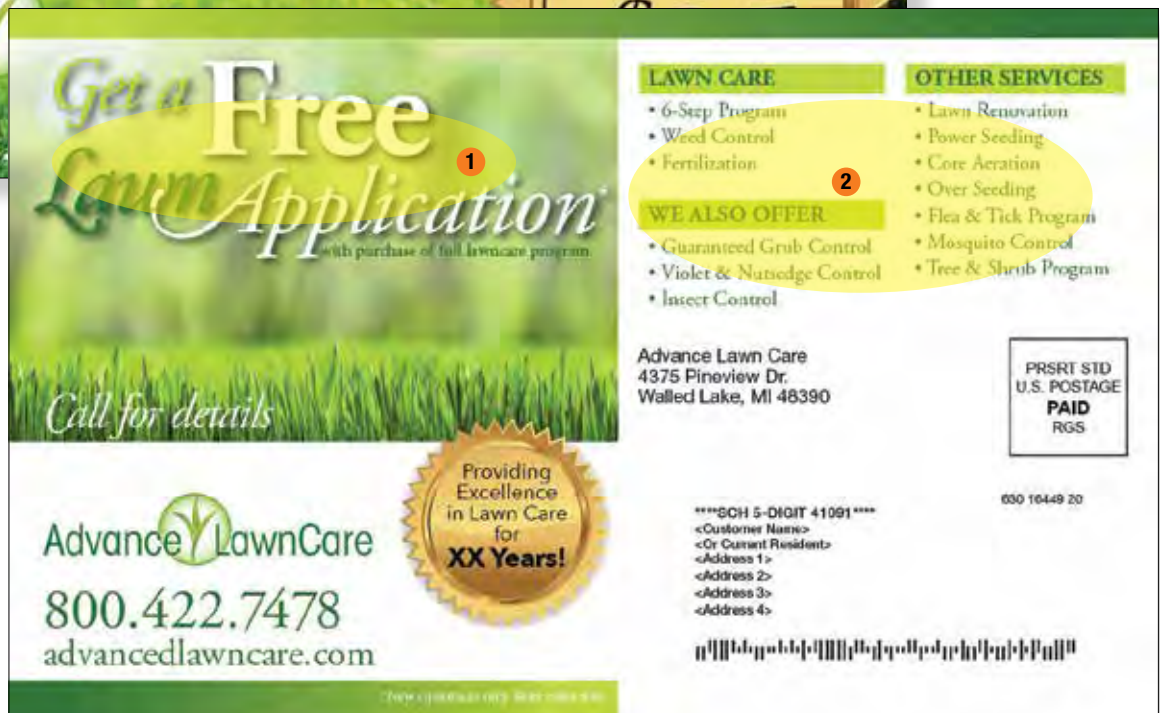 Get a Free
Lawn Application*
with purchase of full lawncare program
Call for details
1
Advance LawnCare
800.422.7478
advancedlawncare.com
Providing
Excellence
in Lawn Care
for
XX Years!
LAWN CARE
• 6-Step Program
• Weed Control
• Fertilization
2
WE ALSO OFFER
• Guaranteed Grub Control
• Violet & Nutsedge Control
• Insect Control
OTHER SERVICES
• Lawn Renovation
• Power Seeding
• Core Aeration
• Over Seeding
• Flea & Tick Program
• Mosquito Control
• Tree & Shrub Program
Advance Lawn Care
4375 Pineview Dr.
Walled Lake, MI 48390
PRSRT STD
U.S. POSTAGE
PAID
RGS
630 16449 20
****SCH 5-DIGIT 41091****
<Customer Name>
<Or Current Resident>
<Address 1>
<Address 2>
<Address 3>
<Address 4>